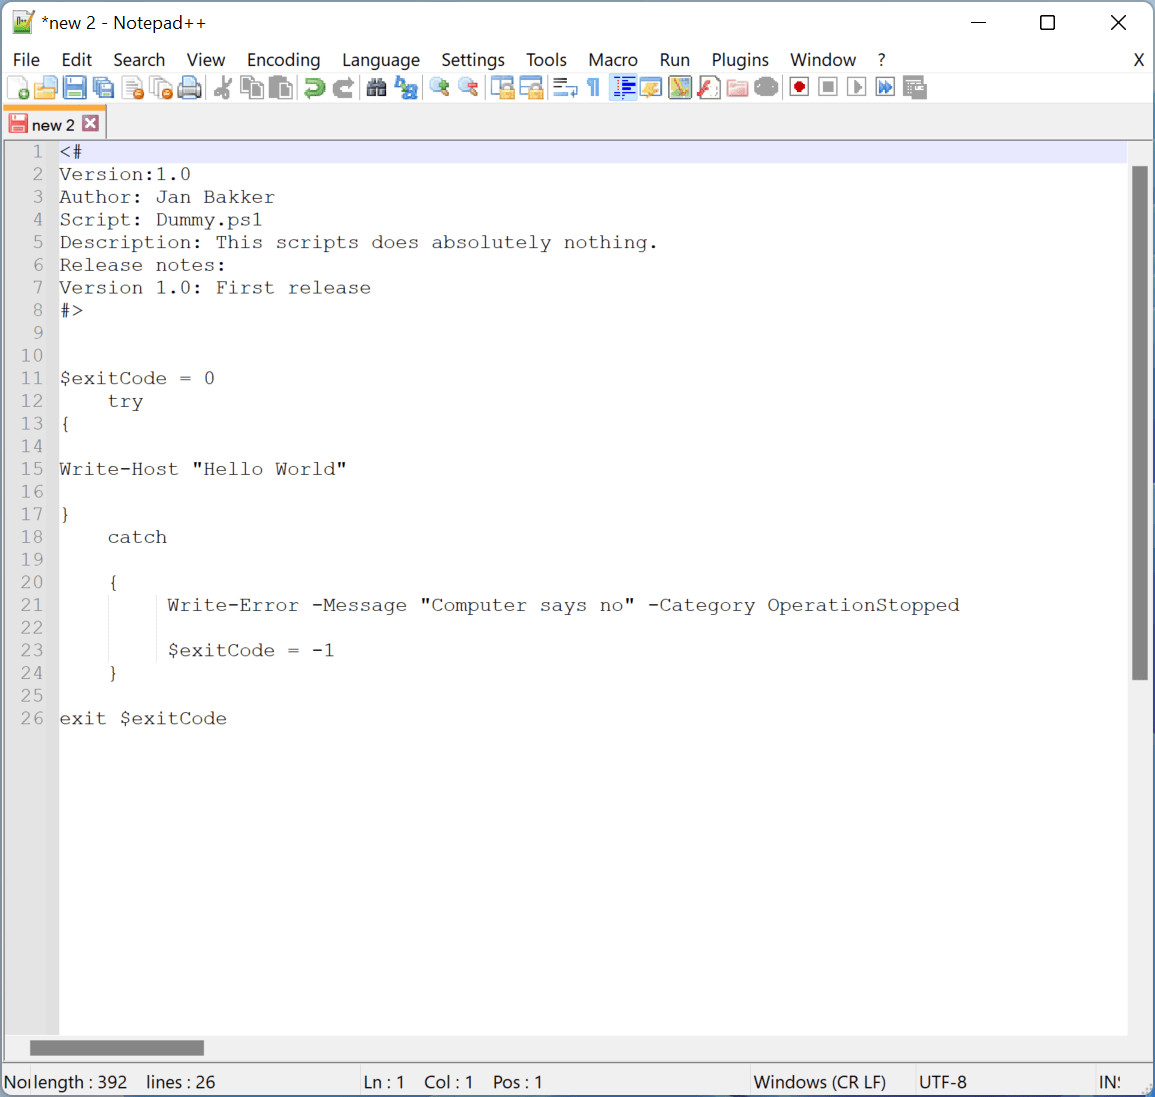 *new 2 - Notepad++
File Edit Search View Encoding Language Settings Tools Macro Run Plugins Window ? X
new 2
1 <#
2 Version:1.0
3 Author: Jan Bakker
4 Script: Dummy.ps1
5 Description: This scripts does absolutely nothing.
6 Release notes:
7 Version 1.0: First release
8 #>
9
10
11 $exitCode = 0
12 try
13 {
14
15 Write-Host "Hello World"
16
17 }
18 catch
19
20 {
21 Write-Error -Message "Computer says no" -Category OperationStopped
22
23 $exitCode = -1
24 }
25
26 exit $exitCode
length : 392 lines : 26 Ln : 1 Col : 1 Pos : 1 Windows (CR LF) UTF-8